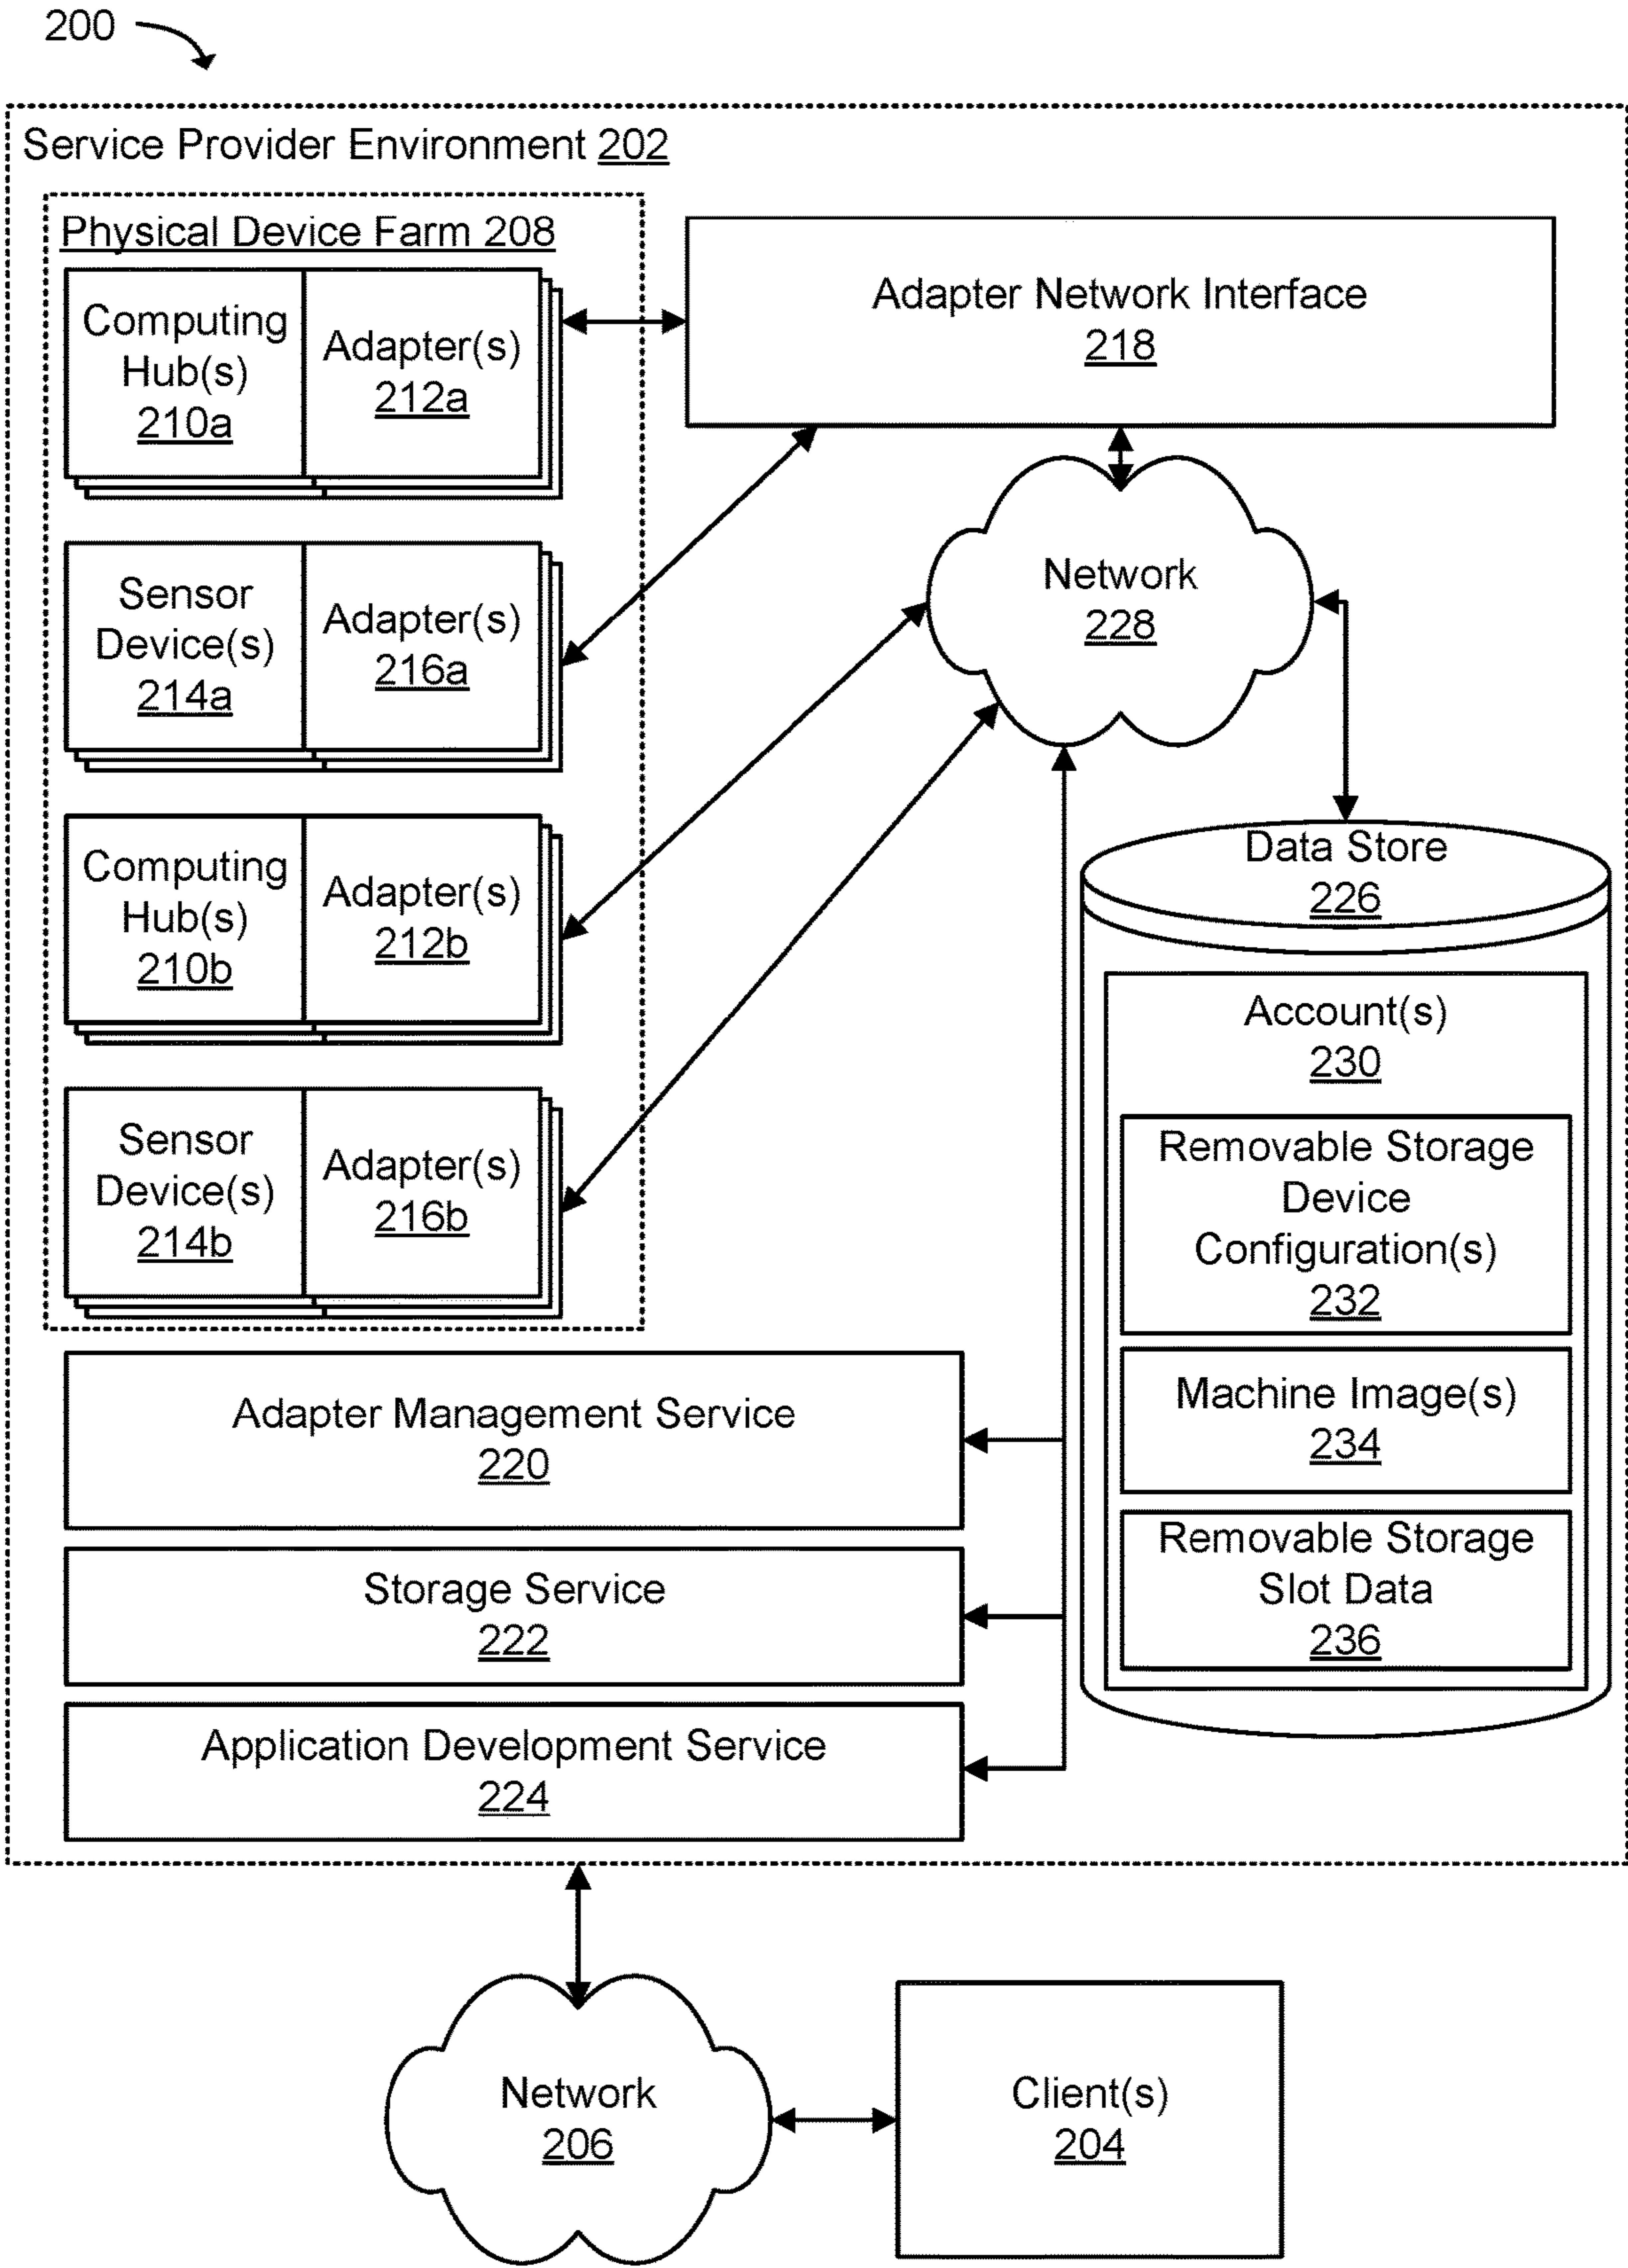 200
Service Provider Environment 202
Physical Device Farm 208
Computing
Hub(s)
210a
Adapter(s)
212a
Adapter Network Interface
218
Sensor
Device(s)
214a
Adapter(s)
216a
Network
228
Computing
Hub(s)
210b
Adapter(s)
212b
Data Store
226
Account(s)
230
Sensor
Device(s)
214b
Adapter(s)
216b
Removable Storage
Device
Configuration(s)
232
Machine Image(s)
234
Removable Storage
Slot Data
236
Adapter Management Service
220
Storage Service
222
Application Development Service
224
Network
206
Client(s)
204